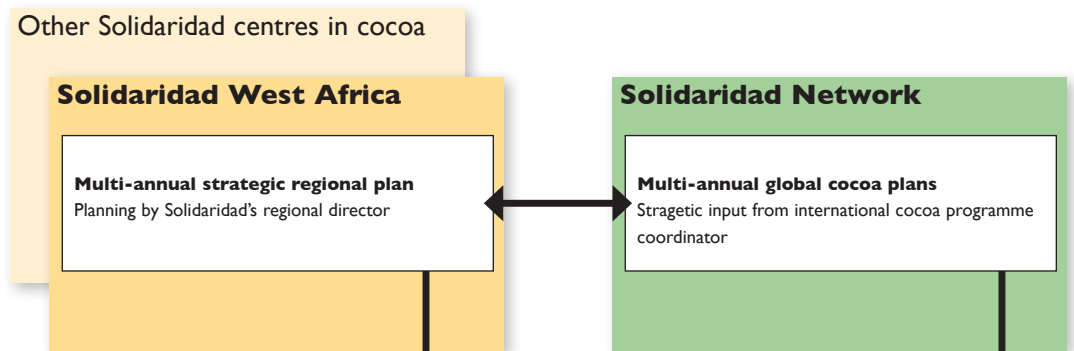 Other Solidaridad centres in cocoa
Solidaridad West Africa
Multi-annual strategic regional plan
Planning by Solidaridad's regional director
Solidaridad Network
Multi-annual global cocoa plans
Stragetic input from international cocoa programme
coordinator